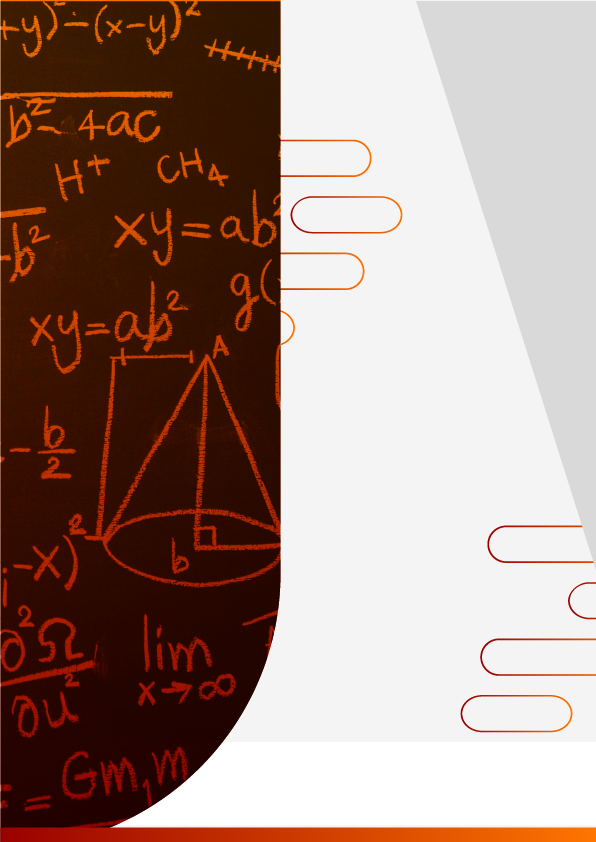 +y)² ÷ (x-y)²
b² - 4ac
H⁺ CH₄
xy = ab²
-b²
g(
xy = ab²
A
- b/2
b
i - x)²
∂²Ω
∂u²
lim
x→∞
= Gm₁m